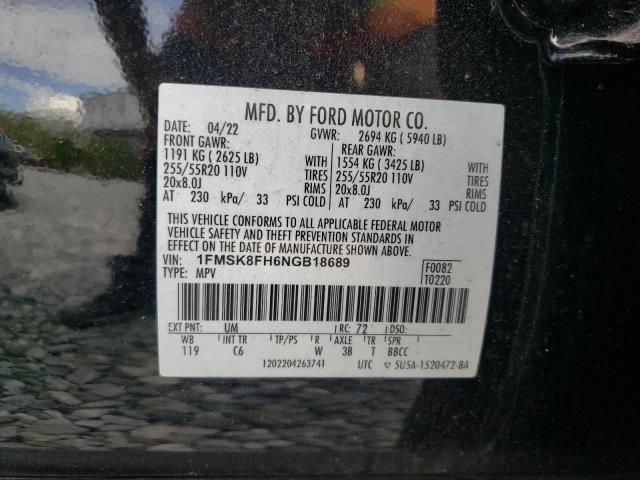 MFD. BY FORD MOTOR CO.
DATE: 04/22 GVWR: 2694 KG ( 5940 LB)
FRONT GAWR: REAR GAWR:
1191 KG ( 2625 LB) WITH 1554 KG ( 3425 LB) WITH
255/55R20 110V TIRES 255/55R20 110V TIRES
20x8.0J RIMS 20x8.0J RIMS
AT 230 kPa/ 33 PSI COLD AT 230 kPa/ 33 PSI COLD
THIS VEHICLE CONFORMS TO ALL APPLICABLE FEDERAL MOTOR
VEHICLE SAFETY AND THEFT PREVENTION STANDARDS IN
EFFECT ON THE DATE OF MANUFACTURE SHOWN ABOVE.
VIN: 1FMSK8FH6NGB18689 F0082
TYPE: MPV T0220
EXT PNT: UM RC: 72 DSO:
WB INT TR TP/PS R AXLE TR SPR
119 C6 W 3B T BBCC
120220426374I UTC 5U5A-1520472-BA